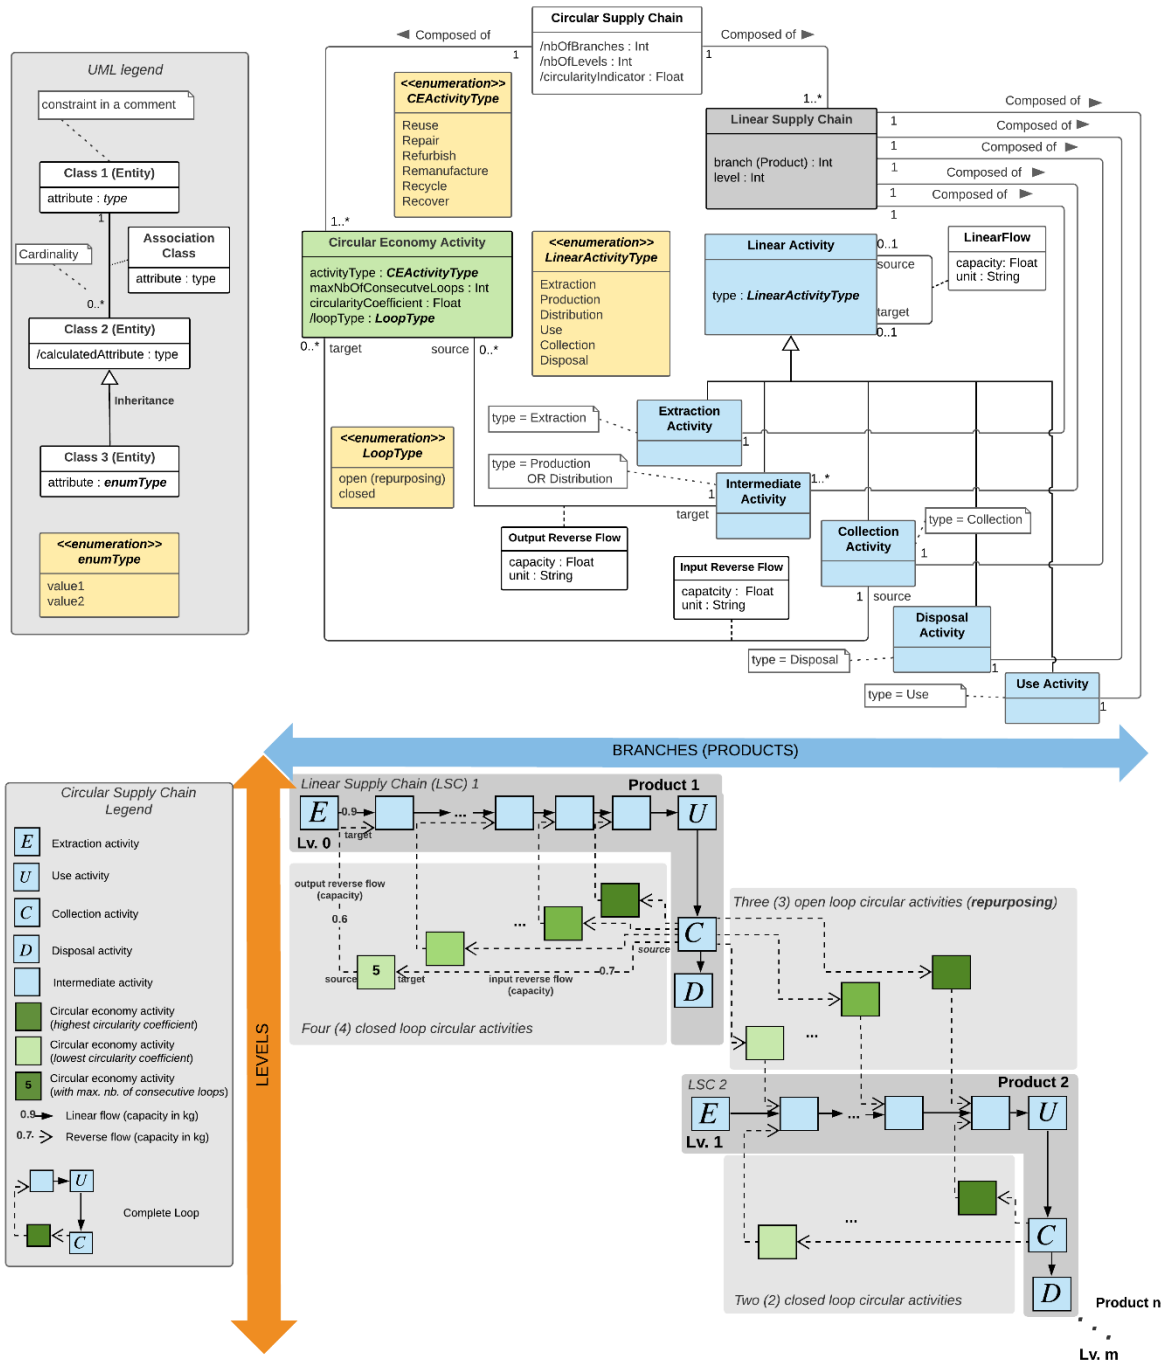 UML legend
constraint in a comment
Class 1 (Entity)
attribute : type
1
Cardinality
Association
Class
attribute : type
0..*
Class 2 (Entity)
/calculatedAttribute : type
Inheritance
Class 3 (Entity)
attribute : enumType
<<enumeration>>
enumType
value1
value2
Circular Supply Chain
/nbOfBranches : Int
/nbOfLevels : Int
/circularityIndicator : Float
Composed of
1
Composed of
1
1..*
<<enumeration>>
CEActivityType
Reuse
Repair
Refurbish
Remanufacture
Recycle
Recover
1..*
Linear Supply Chain
branch (Product) : Int
level : Int
Composed of
1
Composed of
1
Composed of
1
Composed of
1
Composed of
1
Circular Economy Activity
activityType : CEActivityType
maxNbOfConsecutveLoops : Int
circularityCoefficient : Float
/loopType : LoopType
0..*
target
source
0..*
<<enumeration>>
LinearActivityType
Extraction
Production
Distribution
Use
Collection
Disposal
Linear Activity
type : LinearActivityType
0..1
source
target
0..1
LinearFlow
capacity: Float
unit : String
<<enumeration>>
LoopType
open (repurposing)
closed
type = Extraction
Extraction
Activity
1
type = Production
OR Distribution
Intermediate
Activity
1..*
1
target
type = Collection
Collection
Activity
1
1
source
Output Reverse Flow
capacity : Float
unit : String
Input Reverse Flow
capatcity : Float
unit : String
Disposal
Activity
1
type = Disposal
Use Activity
1
type = Use
BRANCHES (PRODUCTS)
LEVELS
Circular Supply Chain
Legend
E
Extraction activity
U
Use activity
C
Collection activity
D
Disposal activity
Intermediate activity
Circular economy activity
(highest circularity coefficient)
Circular economy activity
(lowest circularity coefficient)
5
Circular economy activity
(with max. nb. of consecutive loops)
0.9
Linear flow (capacity in kg)
0.7
Reverse flow (capacity in kg)
U
C
Complete Loop
Linear Supply Chain (LSC) 1
Product 1
E
0.9
...
U
target
Lv. 0
output reverse flow
(capacity)
0.6
...
C
source
5
source
target
0.7
input reverse flow
(capacity)
D
Four (4) closed loop circular activities
Three (3) open loop circular activities (repurposing)
...
LSC 2
Product 2
E
...
U
Lv. 1
...
C
D
Two (2) closed loop circular activities
Product n
. . .
Lv. m